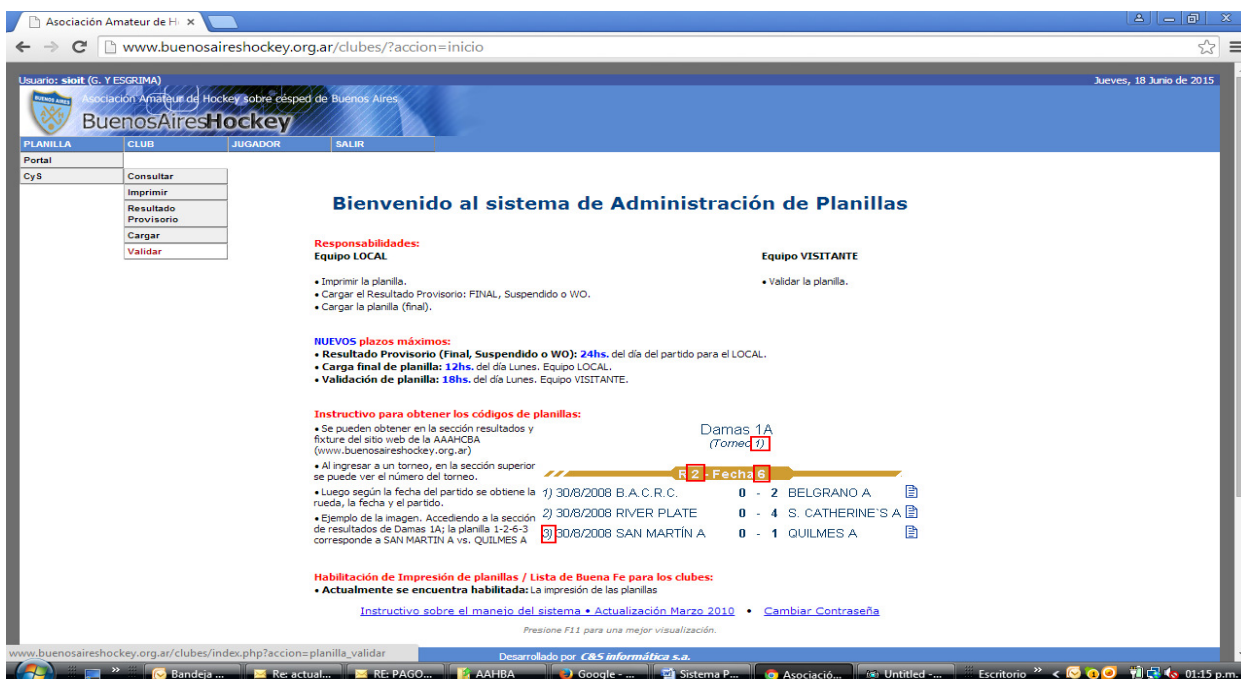 Asociación Amateur de H
www.buenosaireshockey.org.ar/clubes/?accion=inicio
Usuario: sioit (G. Y ESGRIMA)
Jueves, 18 Junio de 2015
BUENOS AIRES
Asociación Amateur de Hockey sobre césped de Buenos Aires
BuenosAiresHockey
PLANILLA CLUB JUGADOR SALIR
Portal
CyS
Consultar
Imprimir
Resultado
Provisorio
Cargar
Validar
Bienvenido al sistema de Administración de Planillas
Responsabilidades:
Equipo LOCAL
• Imprimir la planilla.
• Cargar el Resultado Provisorio: FINAL, Suspendido o WO.
• Cargar la planilla (final).
Equipo VISITANTE
• Validar la planilla.
NUEVOS plazos máximos:
• Resultado Provisorio (Final, Suspendido o WO): 24hs. del día del partido para el LOCAL.
• Carga final de planilla: 12hs. del día Lunes. Equipo LOCAL.
• Validación de planilla: 18hs. del día Lunes. Equipo VISITANTE.
Instructivo para obtener los códigos de planillas:
• Se pueden obtener en la sección resultados y
fixture del sitio web de la AAAHCBA
(www.buenosaireshockey.org.ar)
• Al ingresar a un torneo, en la sección superior
se puede ver el número del torneo.
• Luego según la fecha del partido se obtiene la
rueda, la fecha y el partido.
• Ejemplo de la imagen. Accediendo a la sección
de resultados de Damas 1A; la planilla 1-2-6-3
corresponde a SAN MARTIN A vs. QUILMES A
Damas 1A
(Torneo 1)
R 2 - Fecha 6
1) 30/8/2008 B.A.C.R.C. 0 - 2 BELGRANO A
2) 30/8/2008 RIVER PLATE 0 - 4 S. CATHERINE'S A
3) 30/8/2008 SAN MARTÍN A 0 - 1 QUILMES A
Habilitación de Impresión de planillas / Lista de Buena Fe para los clubes:
• Actualmente se encuentra habilitada: La impresión de las planillas
Instructivo sobre el manejo del sistema • Actualización Marzo 2010 • Cambiar Contraseña
Presione F11 para una mejor visualización.
www.buenosaireshockey.org.ar/clubes/index.php?accion=planilla_validar
Desarrollado por C&S informática s.a.
Bandeja ... Re: actual... RE: PAGO... AAHBA Google - ... Sistema P... Asociació... Untitled -... Escritorio 01:15 p.m.